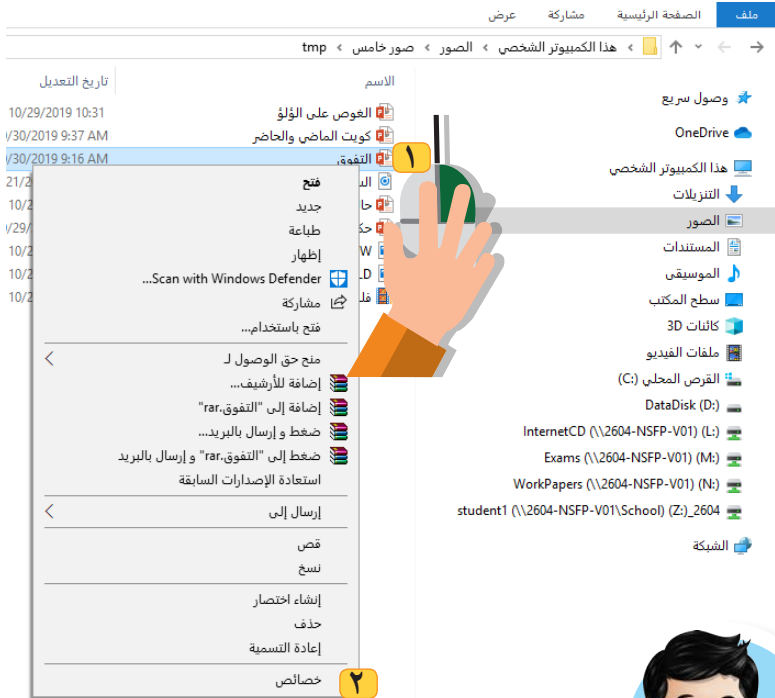 ملف الصفحة الرئيسية مشاركة عرض
هذا الكمبيوتر الشخصي › الصور › صور خامس › tmp
وصول سريع
OneDrive
هذا الكمبيوتر الشخصي
التنزيلات
الصور
المستندات
الموسيقى
سطح المكتب
كائنات 3D
ملفات الفيديو
القرص المحلي (C:)
DataDisk (D:)
InternetCD (\\2604-NSFP-V01) (L:)
Exams (\\2604-NSFP-V01) (M:)
WorkPapers (\\2604-NSFP-V01) (N:)
student1 (\\2604-NSFP-V01\School) (Z:)_2604
الشبكة
الاسم تاريخ التعديل
الغوص على الؤلؤ 10/29/2019 10:31
كويت الماضي والحاضر /30/2019 9:37 AM
١ التفوق /30/2019 9:16 AM
فتح
جديد
طباعة
إظهار
Scan with Windows Defender...
مشاركة
فتح باستخدام...
منح حق الوصول لـ
إضافة للأرشيف...
إضافة إلى "التفوق.rar"
ضغط و إرسال بالبريد...
ضغط إلى "التفوق.rar" و إرسال بالبريد
استعادة الإصدارات السابقة
إرسال إلى
قص
نسخ
إنشاء اختصار
حذف
إعادة التسمية
٢ خصائص